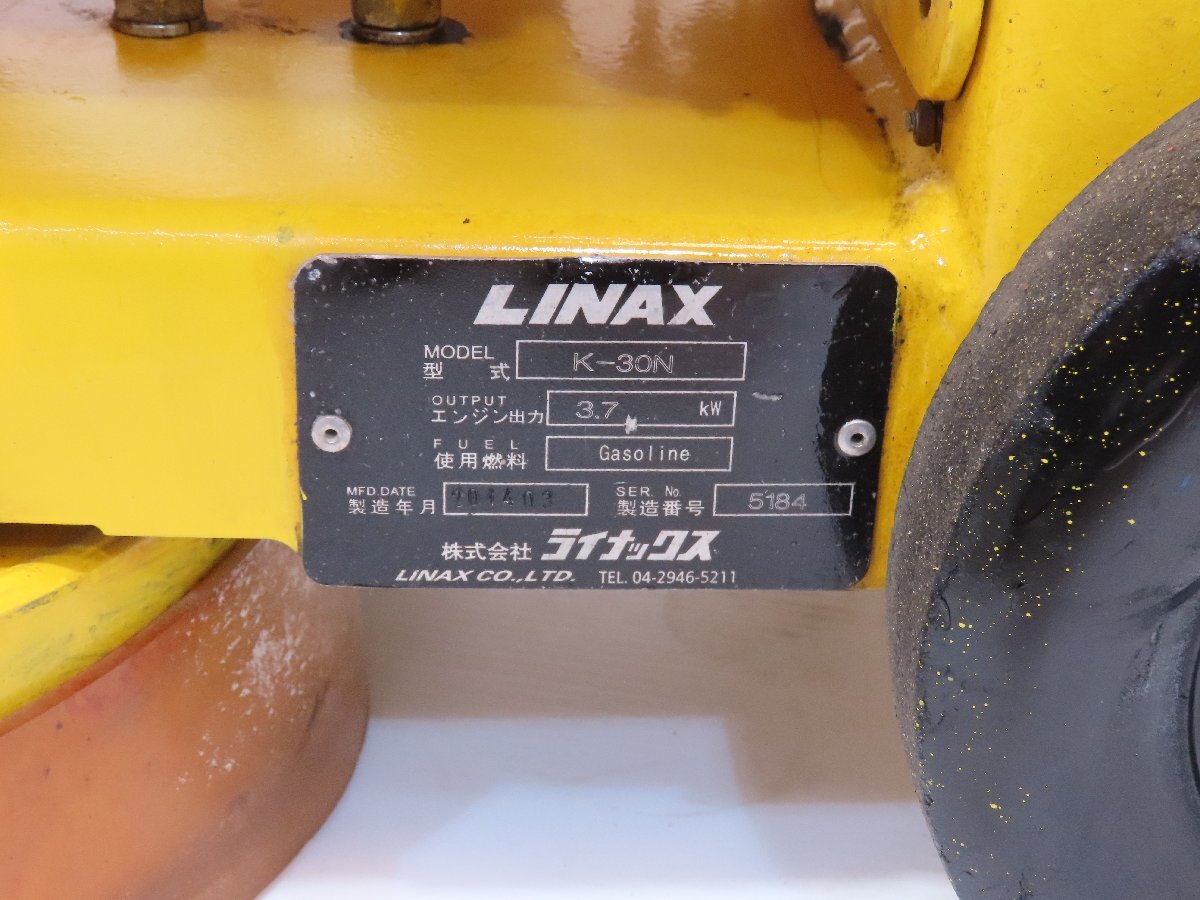 LINAX
MODEL
型 式 K-30N
OUTPUT
エンジン出力 3.7 kW
FUEL
使用燃料 Gasoline
MFD.DATE SER. No.
製造年月 製造番号 5184
株式会社 ライナックス
LINAX CO.,LTD. TEL. 04-2946-5211